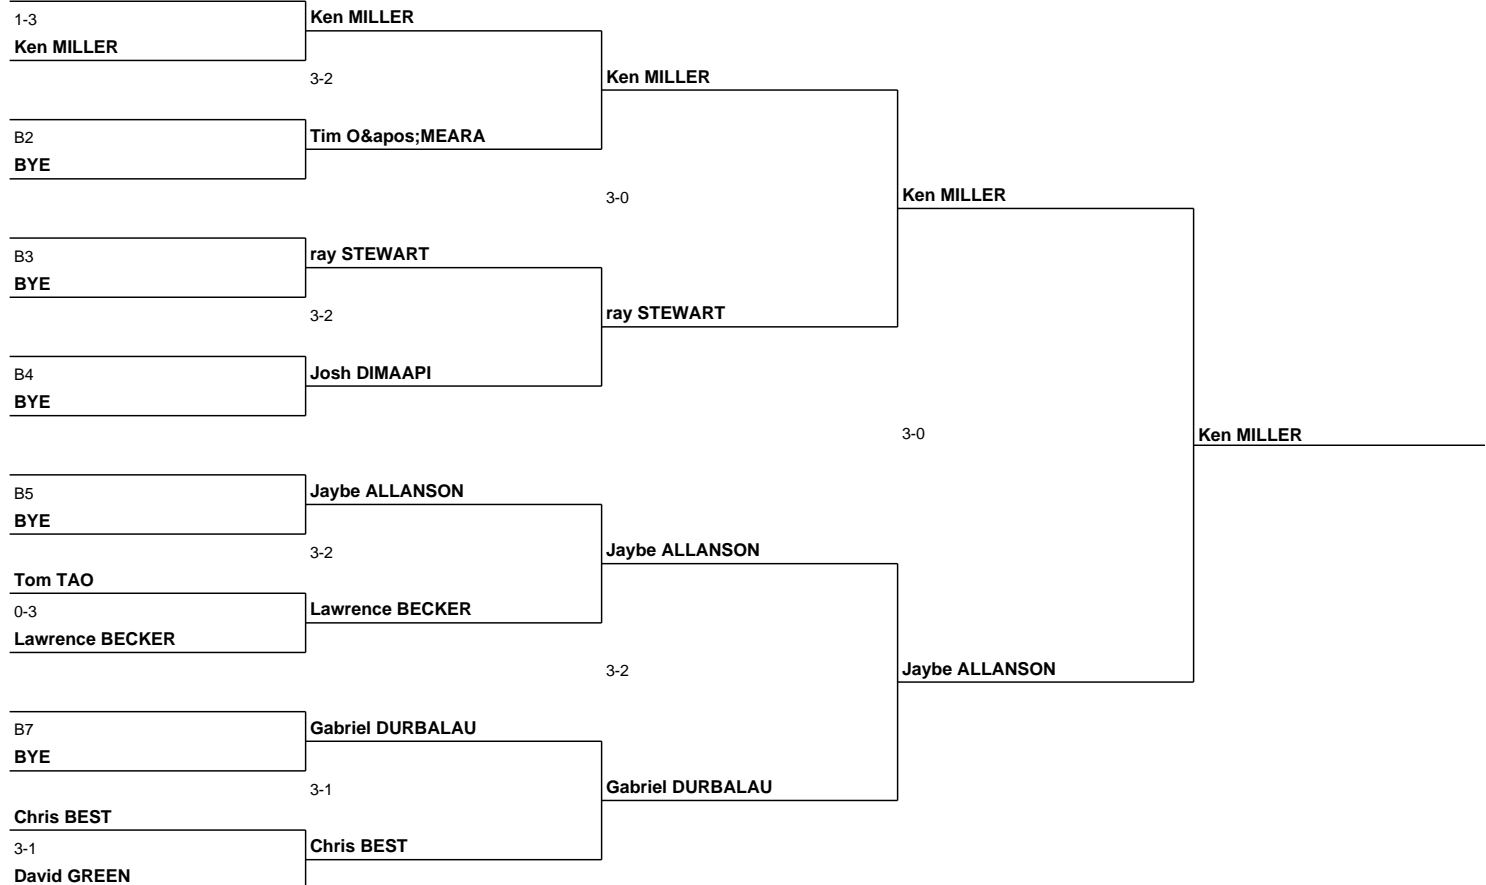 1-3
Ken MILLER
Ken MILLER
3-2
Ken MILLER
B2
BYE
Tim O&apos;MEARA
3-0
Ken MILLER
B3
BYE
ray STEWART
3-2
ray STEWART
B4
BYE
Josh DIMAAPI
3-0
Ken MILLER
B5
BYE
Jaybe ALLANSON
3-2
Jaybe ALLANSON
Tom TAO
0-3
Lawrence BECKER
Lawrence BECKER
3-2
Jaybe ALLANSON
B7
BYE
Gabriel DURBALAU
3-1
Gabriel DURBALAU
Chris BEST
3-1
David GREEN
Chris BEST